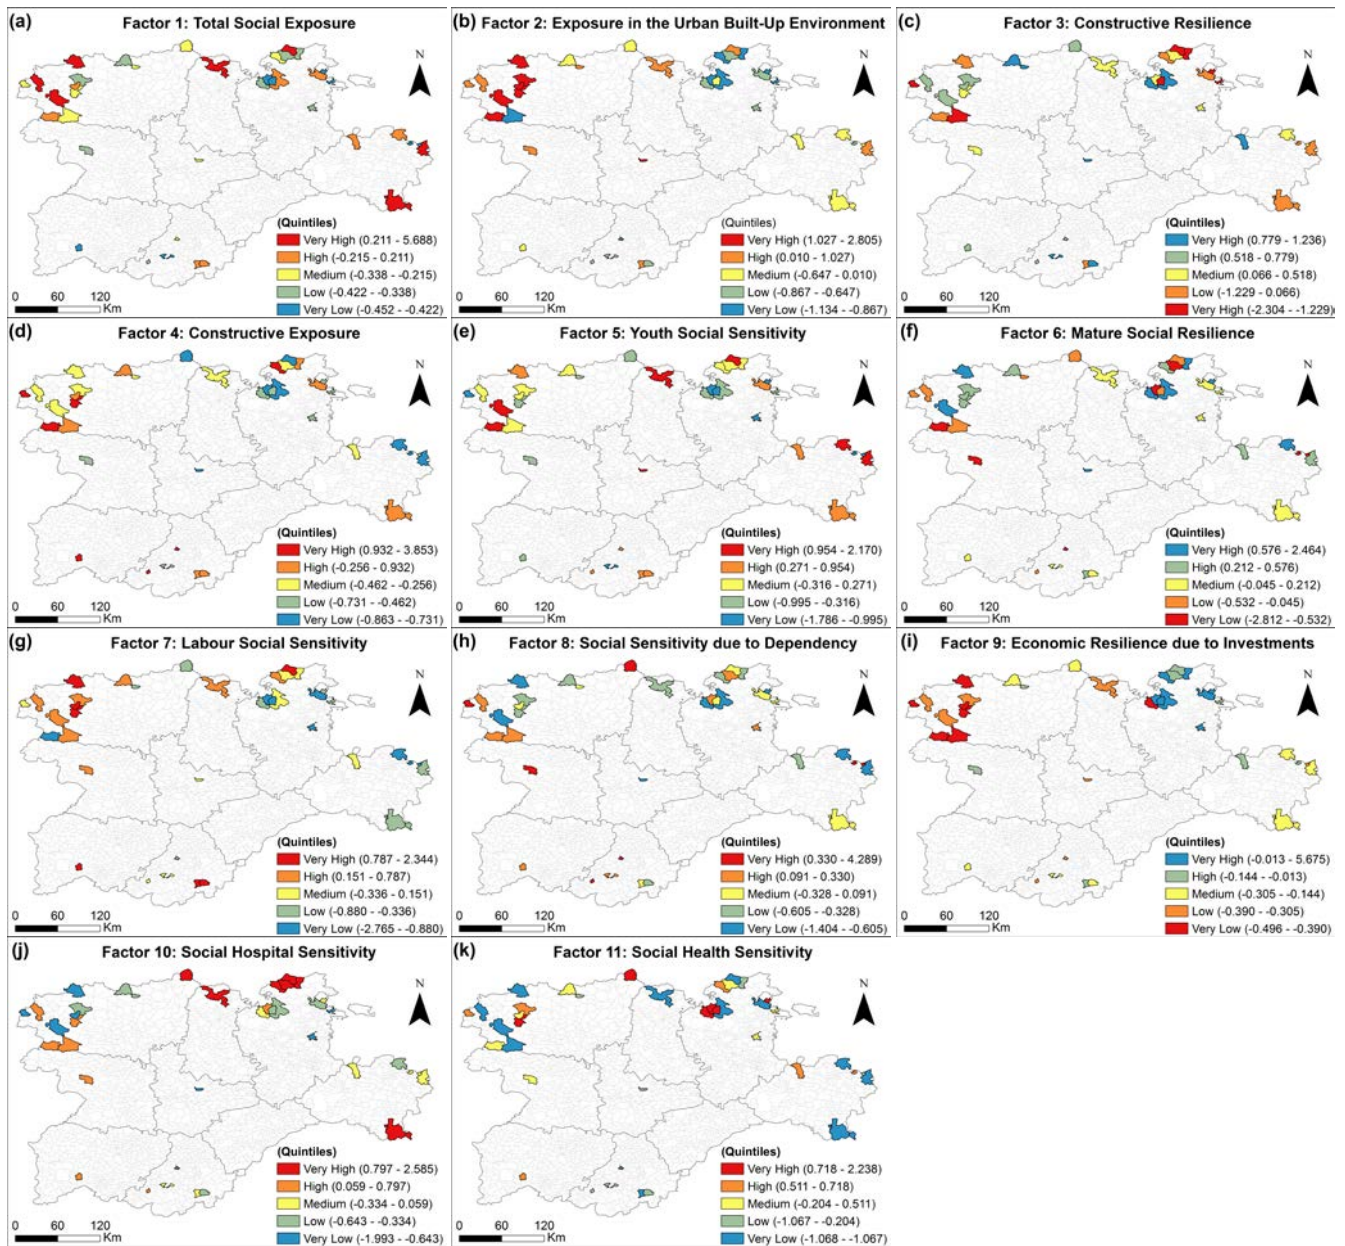 (a) Factor 1: Total Social Exposure
N
(Quintiles)
Very High (0.211 - 5.688)
High (-0.215 - 0.211)
Medium (-0.338 - -0.215)
Low (-0.422 - -0.338)
Very Low (-0.452 - -0.422)
0 60 120
Km
(b) Factor 2: Exposure in the Urban Built-Up Environment
N
(Quintiles)
Very High (1.027 - 2.805)
High (0.010 - 1.027)
Medium (-0.647 - 0.010)
Low (-0.867 - -0.647)
Very Low (-1.134 - -0.867)
0 60 120
Km
(c) Factor 3: Constructive Resilience
N
(Quintiles)
Very High (0.779 - 1.236)
High (0.518 - 0.779)
Medium (0.066 - 0.518)
Low (-1.229 - 0.066)
Very High (-2.304 - -1.229)
0 60 120
Km
(d) Factor 4: Constructive Exposure
N
(Quintiles)
Very High (0.932 - 3.853)
High (-0.256 - 0.932)
Medium (-0.462 - -0.256)
Low (-0.731 - -0.462)
Very Low (-0.863 - -0.731)
0 60 120
Km
(e) Factor 5: Youth Social Sensitivity
N
(Quintiles)
Very High (0.954 - 2.170)
High (0.271 - 0.954)
Medium (-0.316 - 0.271)
Low (-0.995 - -0.316)
Very Low (-1.786 - -0.995)
0 60 120
Km
(f) Factor 6: Mature Social Resilience
N
(Quintiles)
Very High (0.576 - 2.464)
High (0.212 - 0.576)
Medium (-0.045 - 0.212)
Low (-0.532 - -0.045)
Very Low (-2.812 - -0.532)
0 60 120
Km
(g) Factor 7: Labour Social Sensitivity
N
(Quintiles)
Very High (0.787 - 2.344)
High (0.151 - 0.787)
Medium (-0.336 - 0.151)
Low (-0.880 - -0.336)
Very Low (-2.765 - -0.880)
0 60 120
Km
(h) Factor 8: Social Sensitivity due to Dependency
N
(Quintiles)
Very High (0.330 - 4.289)
High (0.091 - 0.330)
Medium (-0.328 - 0.091)
Low (-0.605 - -0.328)
Very Low (-1.404 - -0.605)
0 60 120
Km
(i) Factor 9: Economic Resilience due to Investments
N
(Quintiles)
Very High (-0.013 - 5.675)
High (-0.144 - -0.013)
Medium (-0.305 - -0.144)
Low (-0.390 - -0.305)
Very Low (-0.496 - -0.390)
0 60 120
Km
(j) Factor 10: Social Hospital Sensitivity
N
(Quintiles)
Very High (0.797 - 2.585)
High (0.059 - 0.797)
Medium (-0.334 - 0.059)
Low (-0.643 - -0.334)
Very Low (-1.993 - -0.643)
0 60 120
Km
(k) Factor 11: Social Health Sensitivity
N
(Quintiles)
Very High (0.718 - 2.238)
High (0.511 - 0.718)
Medium (-0.204 - 0.511)
Low (-1.067 - -0.204)
Very Low (-1.068 - -1.067)
0 60 120
Km